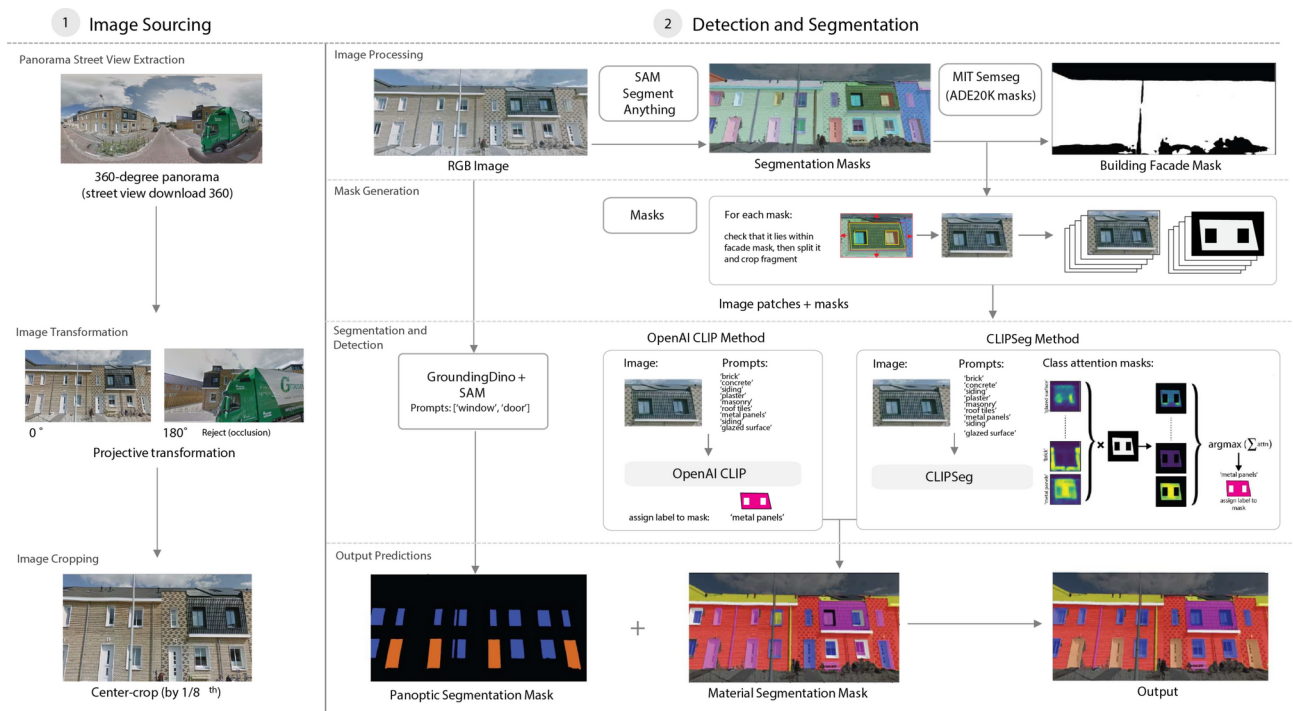 1 Image Sourcing
Panorama Street View Extraction
360-degree panorama
(street view download 360)
Image Transformation
0°
180° Reject (occlusion)
Projective transformation
Image Cropping
Center-crop (by 1/8 th)
2 Detection and Segmentation
Image Processing
RGB Image
SAM
Segment
Anything
Segmentation Masks
MIT Semseg
(ADE20K masks)
Building Facade Mask
Mask Generation
Masks
For each mask:
check that it lies within
facade mask, then split it
and crop fragment
Image patches + masks
Segmentation and
Detection
GroundingDino +
SAM
Prompts: ['window', 'door']
OpenAI CLIP Method
Image:
Prompts:
'brick'
'concrete'
'siding'
'plaster'
'masonry'
'roof tiles'
'metal panels'
'siding'
'glazed surface'
OpenAI CLIP
assign label to mask: 'metal panels'
CLIPSeg Method
Image:
Prompts:
'brick'
'concrete'
'siding'
'plaster'
'masonry'
'roof tiles'
'metal panels'
'siding'
'glazed surface'
CLIPSeg
Class attention masks:
'glazed surface'
'brick'
'metal panels'
×
argmax (∑attn)
'metal panels'
assign label to
mask
Output Predictions
Panoptic Segmentation Mask
+
Material Segmentation Mask
Output